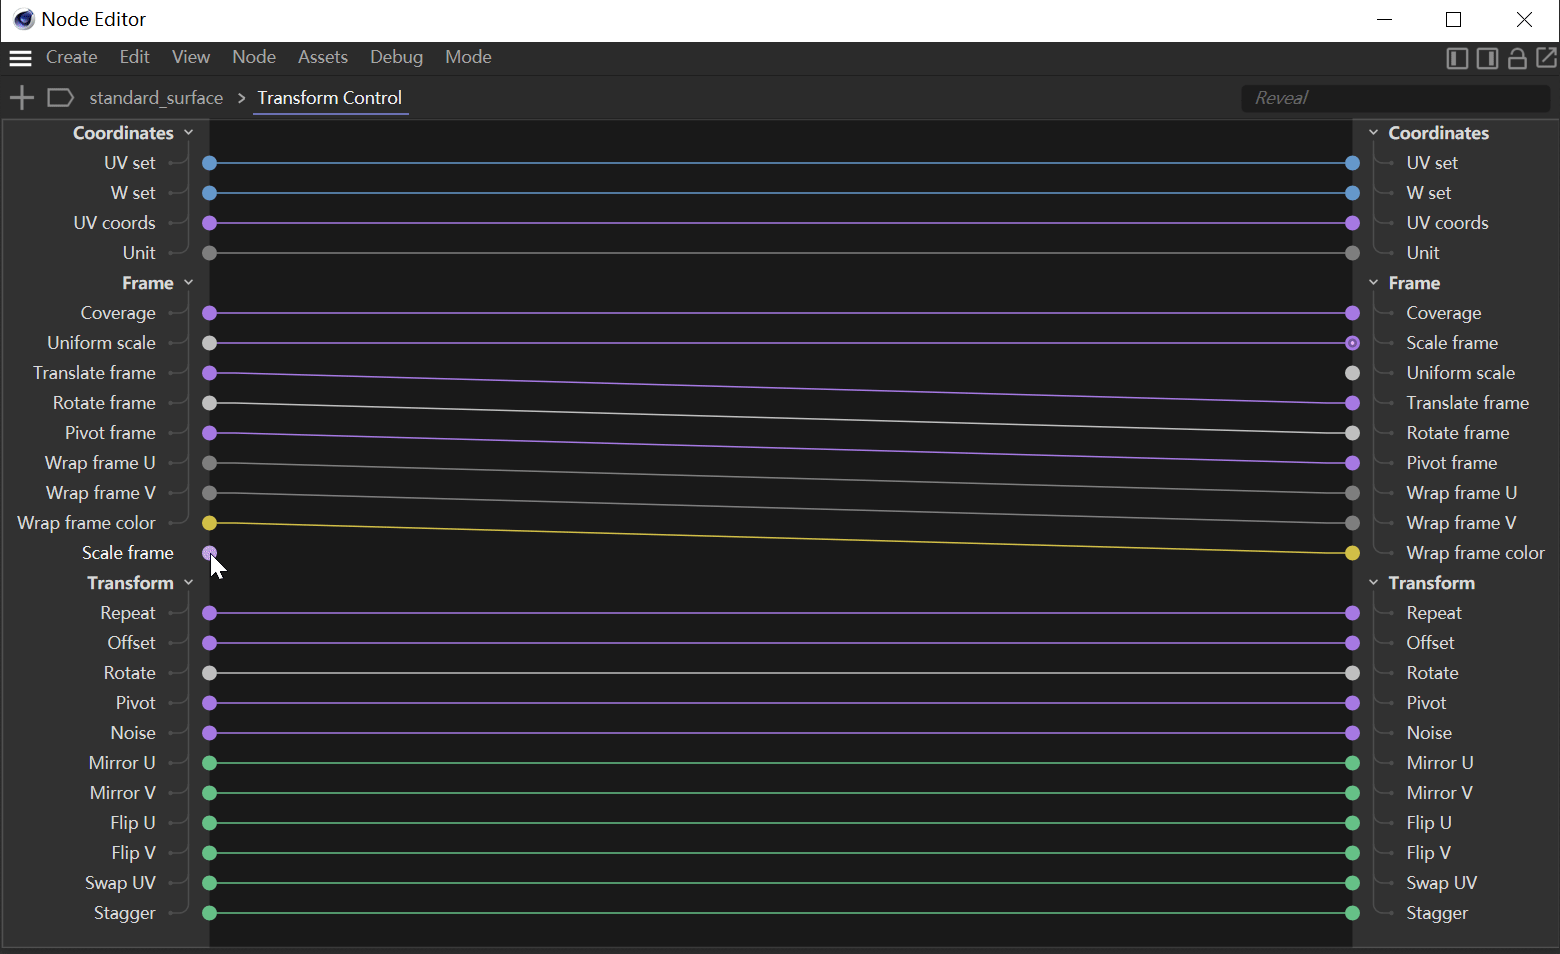 Node Editor
Create Edit View Node Assets Debug Mode
standard_surface > Transform Control
Reveal
Coordinates
UV set
W set
UV coords
Unit
Frame
Coverage
Uniform scale
Translate frame
Rotate frame
Pivot frame
Wrap frame U
Wrap frame V
Wrap frame color
Scale frame
Transform
Repeat
Offset
Rotate
Pivot
Noise
Mirror U
Mirror V
Flip U
Flip V
Swap UV
Stagger
Coordinates
UV set
W set
UV coords
Unit
Frame
Coverage
Scale frame
Uniform scale
Translate frame
Rotate frame
Pivot frame
Wrap frame U
Wrap frame V
Wrap frame color
Transform
Repeat
Offset
Rotate
Pivot
Noise
Mirror U
Mirror V
Flip U
Flip V
Swap UV
Stagger